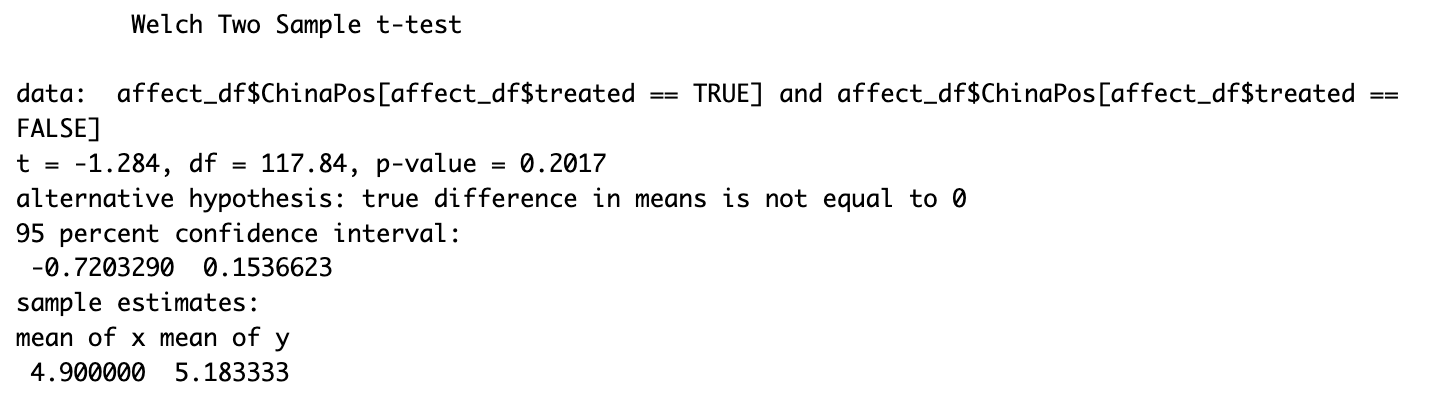 Welch Two Sample t-test
data:  affect_df$ChinaPos[affect_df$treated == TRUE] and affect_df$ChinaPos[affect_df$treated ==
FALSE]
t = -1.284, df = 117.84, p-value = 0.2017
alternative hypothesis: true difference in means is not equal to 0
95 percent confidence interval:
 -0.7203290  0.1536623
sample estimates:
mean of x mean of y
 4.900000  5.183333